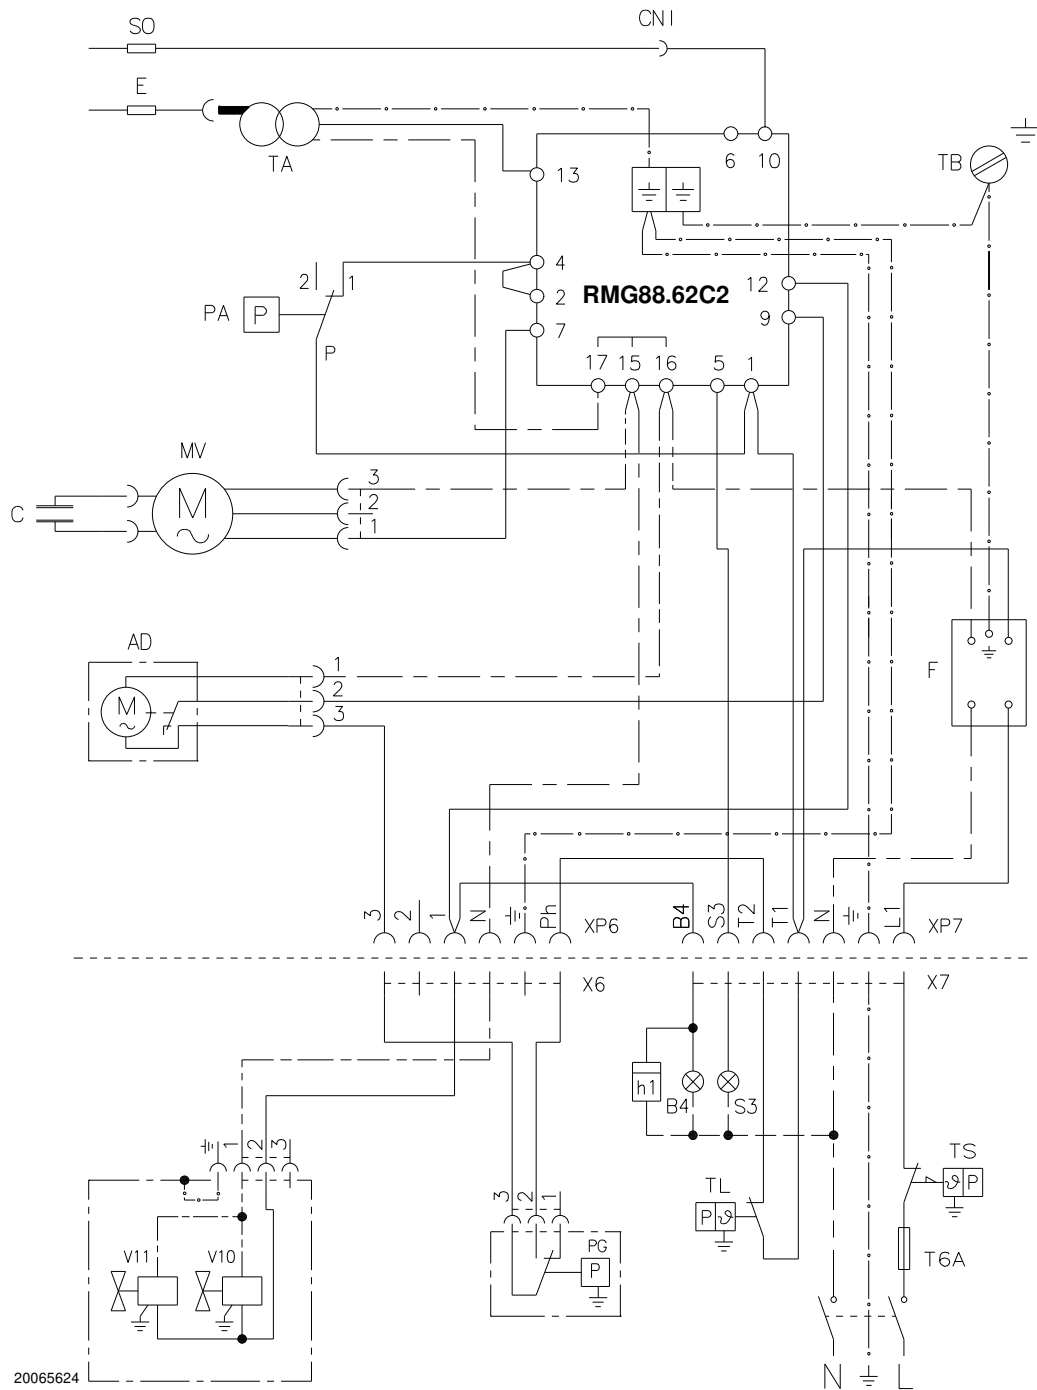 SO
CN1
E
TA
6 10
TB
13
4
2
7
RMG88.62C2
12
9
2 1
PA P
P
17 15 16 5 1
MV
M
C
3
2
1
AD
M
1
2
3
F
3 2 1 N Ph XP6
B4 S3 T2 T1 N L1 XP7
X6
X7
h1
B4 S3
1 2 3
3 2 1
TL
P ϑ
TS
ϑ P
V11 V10
PG
P
T6A
N L
20065624